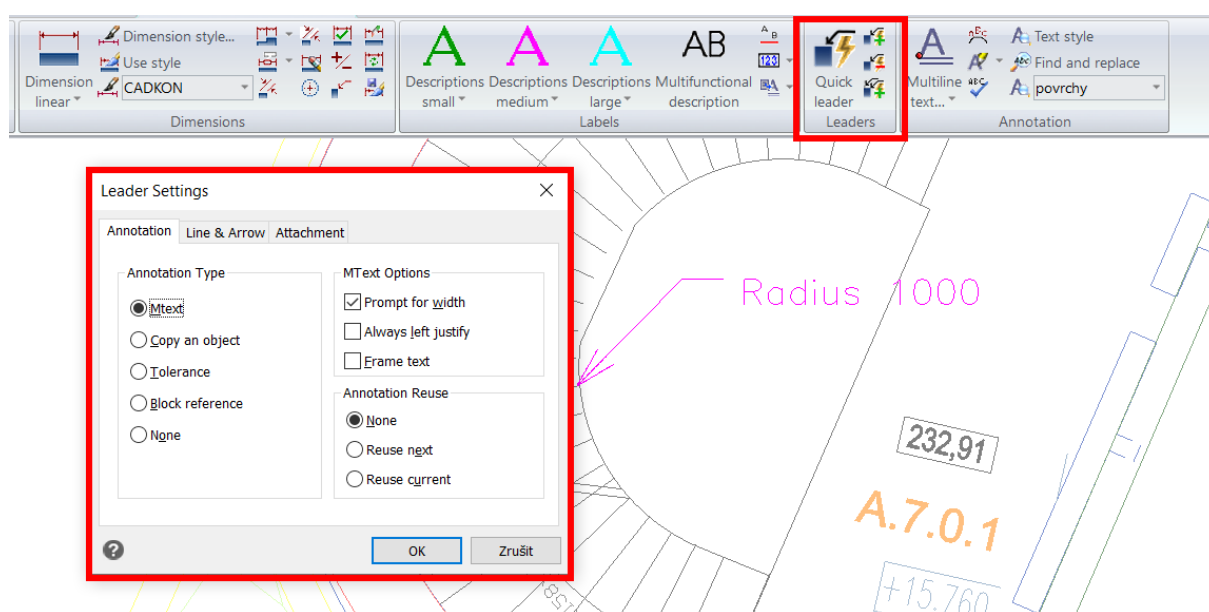 Dimension style...
Use style
Dimension
linear
CADKON
Dimensions
A A A AB
A B
123
Descriptions Descriptions Descriptions Multifunctional
small medium large description
Labels
Quick
leader
Leaders
A
Multiline
text...
ABC
Text style
Find and replace
povrchy
Annotation
Leader Settings
Annotation Line & Arrow Attachment
Annotation Type
Mtext
Copy an object
Tolerance
Block reference
None
MText Options
Prompt for width
Always left justify
Frame text
Annotation Reuse
None
Reuse next
Reuse current
OK Zrušit
Radius 1000
232,91
A.7.0.1
+15.760